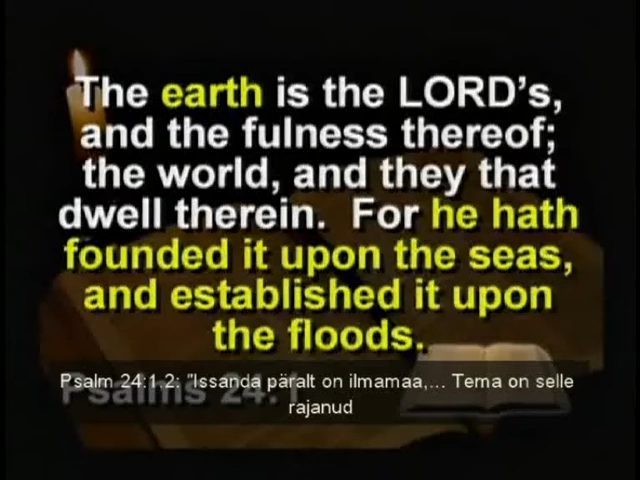 The earth is the LORD's,
and the fulness thereof;
the world, and they that
dwell therein.  For he hath
founded it upon the seas,
and established it upon
the floods.
Psalms 24:1
Psalm 24:1.2: "Issanda päralt on ilmamaa,... Tema on selle
rajanud